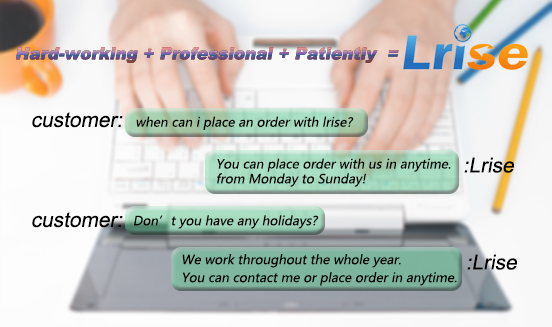 Hard-working + Professional + Patiently = Lrise
customer: when can i place an order with lrise?
You can place order with us in anytime. :Lrise
from Monday to Sunday!
customer: Don't you have any holidays?
We work throughout the whole year. :Lrise
You can contact me or place order in anytime.